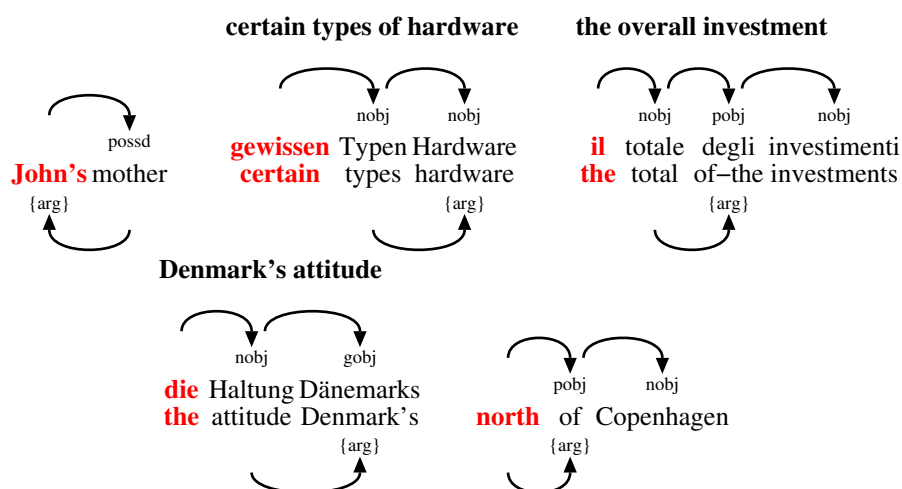 certain types of hardware
the overall investment
possd
John's mother
{arg}
nobj nobj
gewissen Typen Hardware
certain types hardware
{arg}
nobj pobj nobj
il totale degli investimenti
the total of−the investments
{arg}
Denmark's attitude
nobj gobj
die Haltung Dänemarks
the attitude Denmark's
{arg}
pobj nobj
north of Copenhagen
{arg}